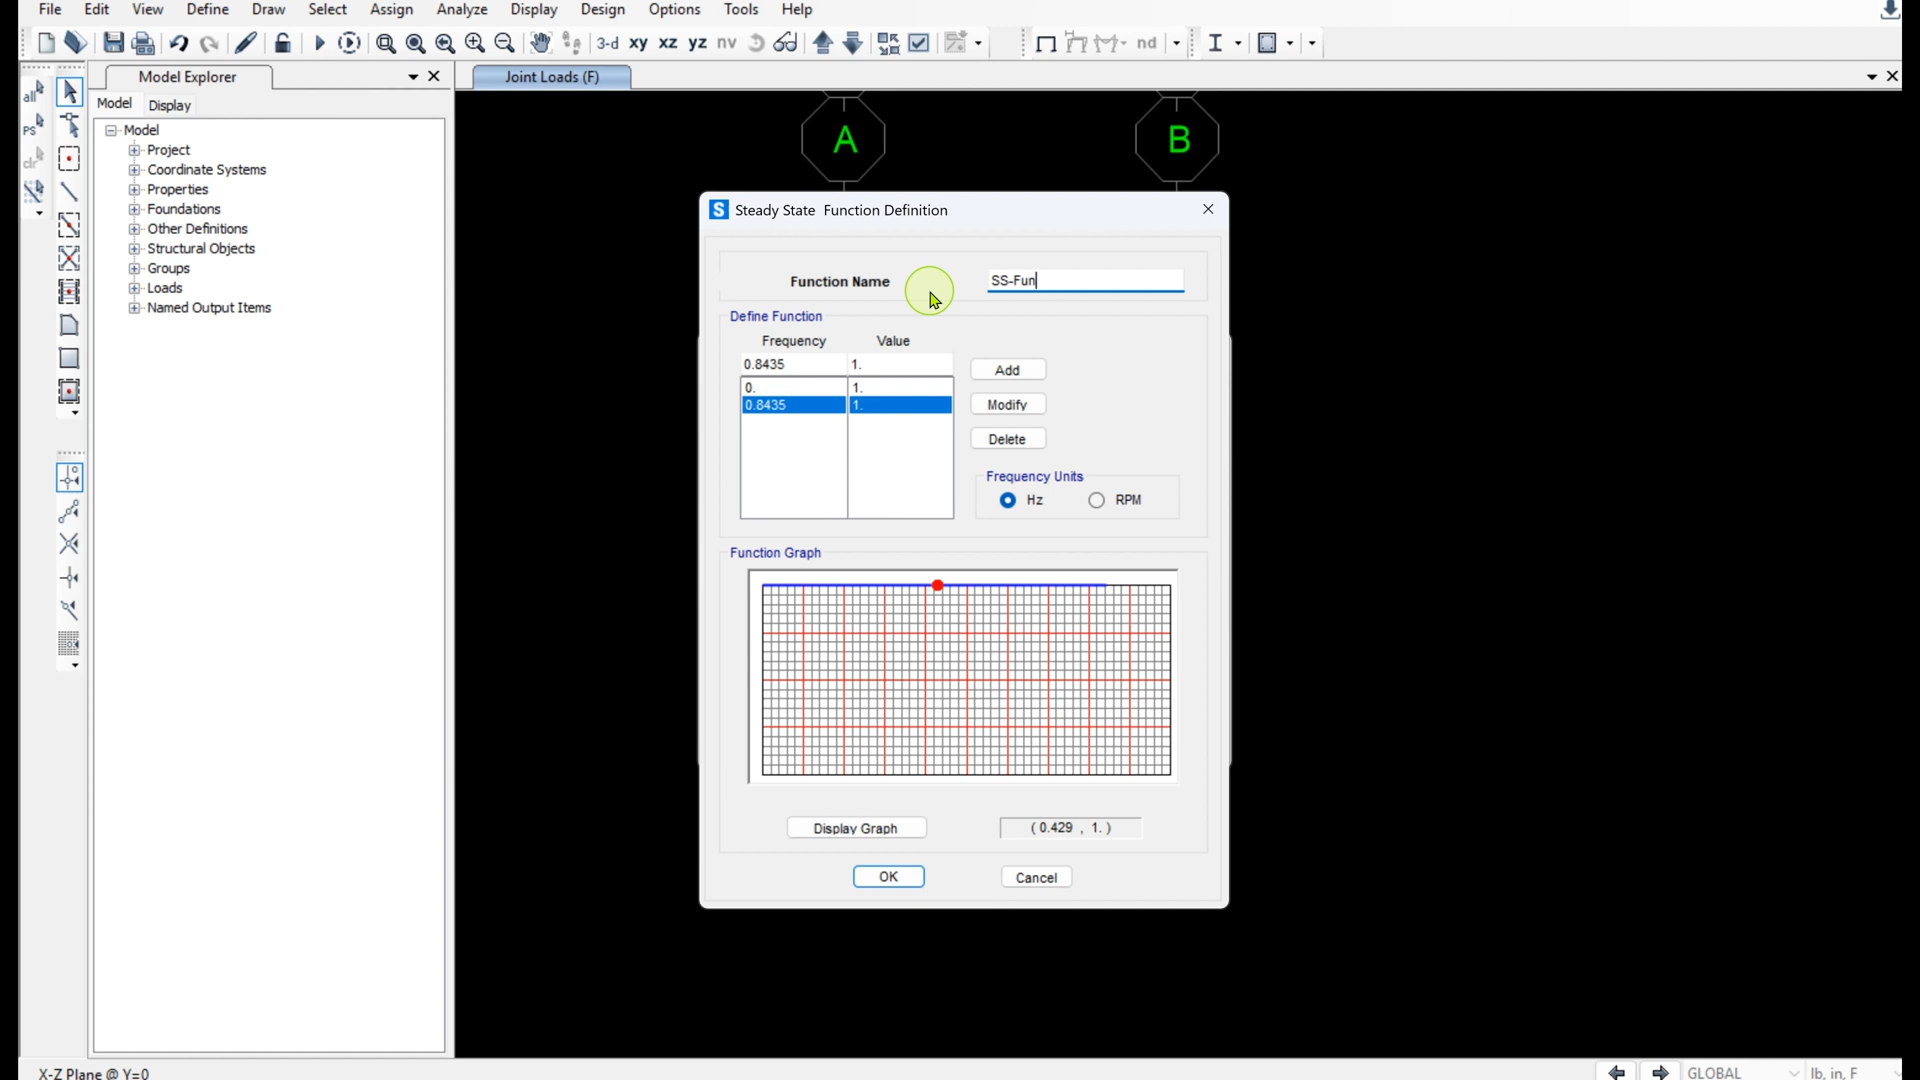 File Edit View Define Draw Select Assign Analyze Display Design Options Tools Help
3-d xy xz yz nv nd
Model Explorer
Joint Loads (F)
all
Model Display
PS
clr
Model
Project
Coordinate Systems
Properties
Foundations
Other Definitions
Structural Objects
Groups
Loads
Named Output Items
A B
S Steady State Function Definition
Function Name SS-Fun
Define Function
Frequency Value
0.8435 1.
Add
0. 1.
0.8435 1.
Modify
Delete
Frequency Units
Hz RPM
Function Graph
Display Graph (0.429 , 1. )
OK Cancel
X-Z Plane @ Y=0 GLOBAL lb, in, F